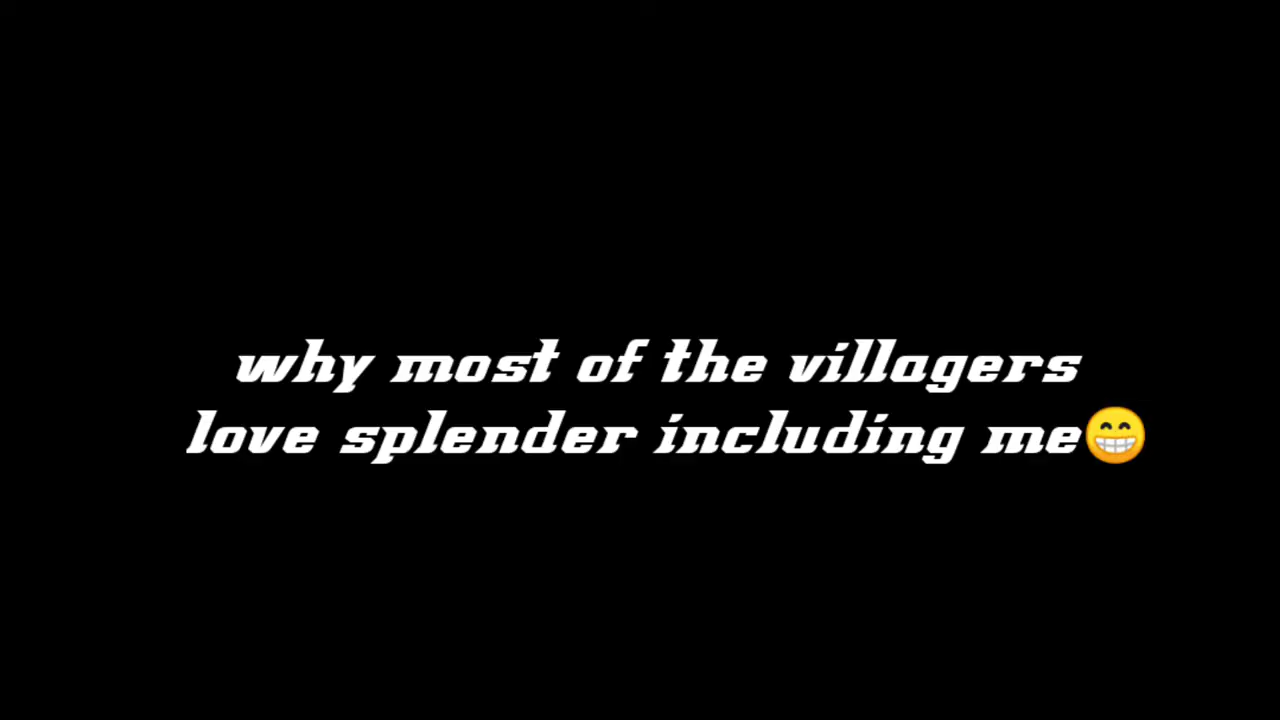 why most of the villagers
love splender including me😁